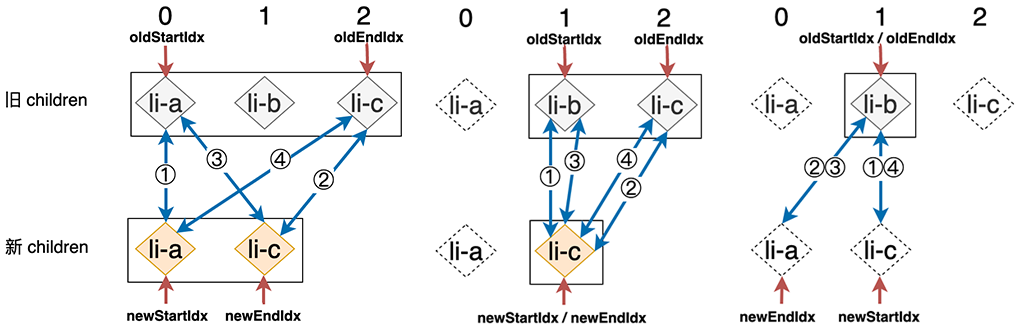 0 1 2
oldStartIdx oldEndIdx
旧 children li-a li-b li-c
① ③ ④ ②
新 children li-a li-c
newStartIdx newEndIdx
0 1 2
oldStartIdx oldEndIdx
li-a li-b li-c
① ③ ④ ②
li-a li-c
newStartIdx / newEndIdx
0 1 2
oldStartIdx / oldEndIdx
li-a li-b li-c
②③ ①④
li-a li-c
newEndIdx newStartIdx